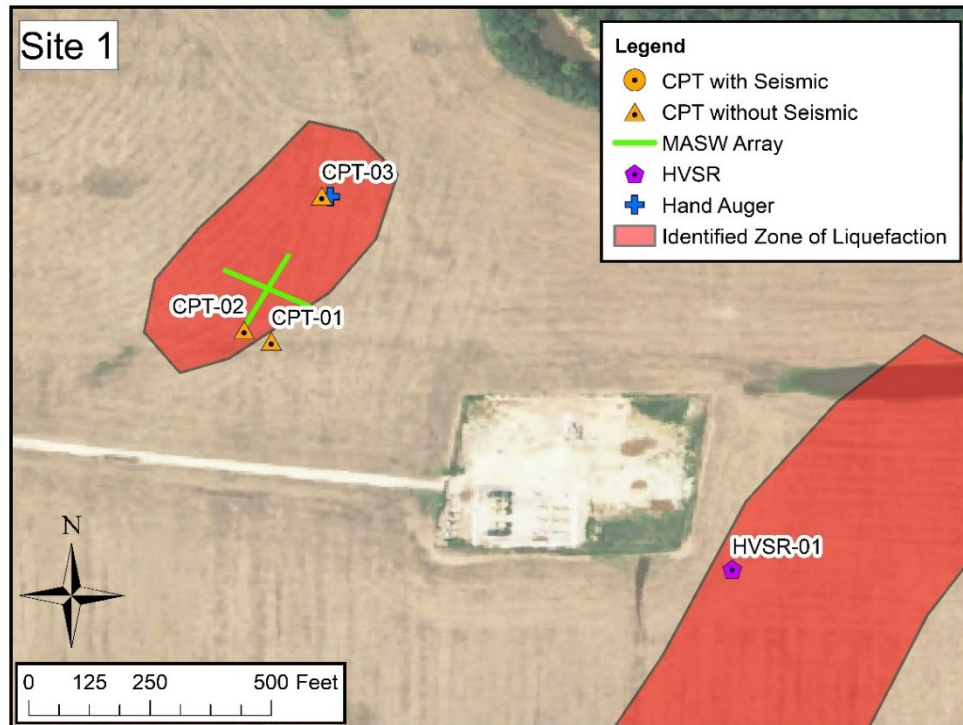 Site 1
Legend
CPT with Seismic
CPT without Seismic
MASW Array
HVSR
Hand Auger
Identified Zone of Liquefaction
CPT-03
CPT-02
CPT-01
HVSR-01
N
0 125 250 500 Feet